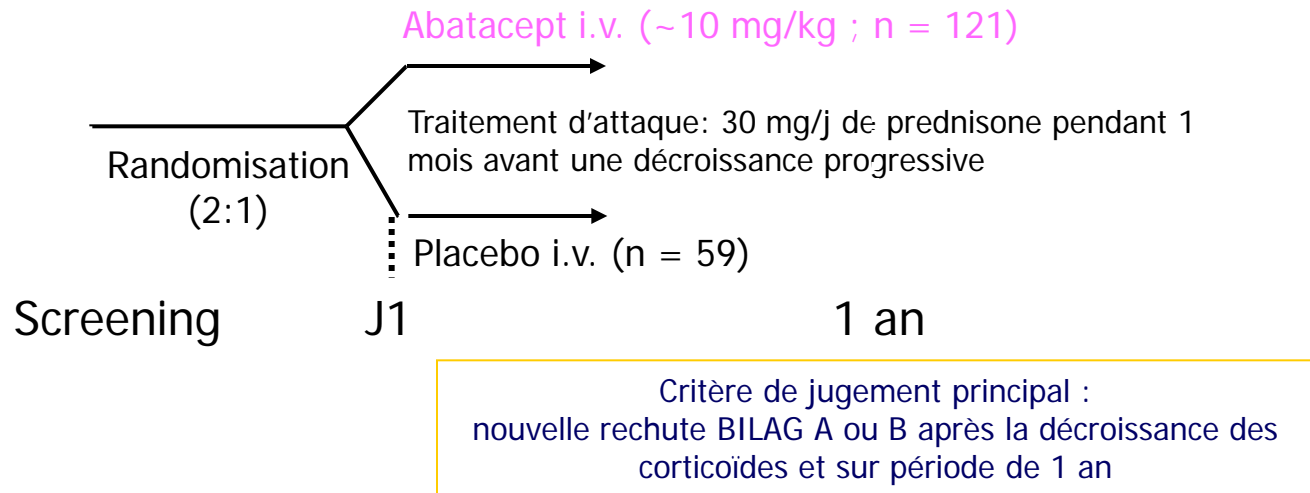 Abatacept i.v. (~10 mg/kg ; n = 121)
Traitement d'attaque: 30 mg/j de prednisone pendant 1
mois avant une décroissance progressive
Randomisation
(2:1)
Placebo i.v. (n = 59)
Screening J1 1 an
Critère de jugement principal :
nouvelle rechute BILAG A ou B après la décroissance des
corticoïdes et sur période de 1 an